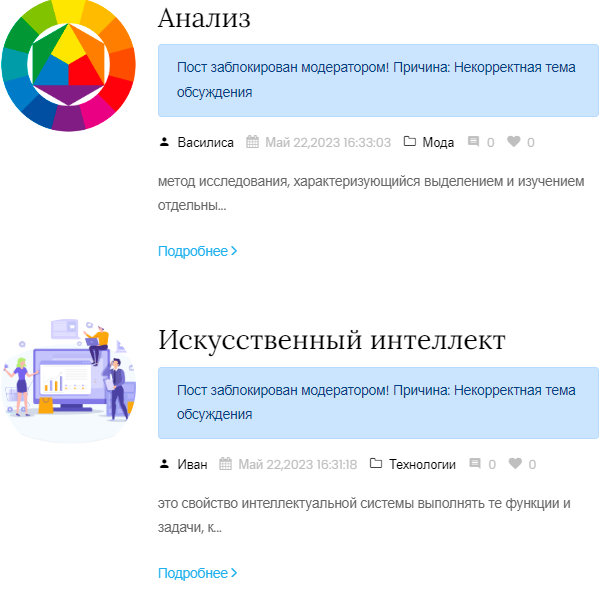 Анализ
Пост заблокирован модератором! Причина: Некорректная тема
обсуждения
Василиса Май 22,2023 16:33:03 Мода 0 0
метод исследования, характеризующийся выделением и изучением
отдельны...
Подробнее
Искусственный интеллект
Пост заблокирован модератором! Причина: Некорректная тема
обсуждения
Иван Май 22,2023 16:31:18 Технологии 0 0
это свойство интеллектуальной системы выполнять те функции и
задачи, к...
Подробнее